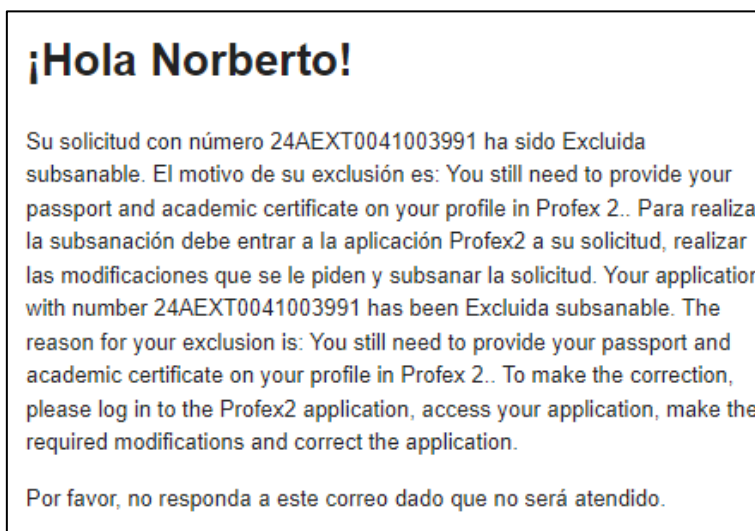 ¡Hola Norberto!
Su solicitud con número 24AEXT0041003991 ha sido Excluida
subsanable. El motivo de su exclusión es: You still need to provide your
passport and academic certificate on your profile in Profex 2.. Para realiza
la subsanación debe entrar a la aplicación Profex2 a su solicitud, realizar
las modificaciones que se le piden y subsanar la solicitud. Your application
with number 24AEXT0041003991 has been Excluida subsanable. The
reason for your exclusion is: You still need to provide your passport and
academic certificate on your profile in Profex 2.. To make the correction,
please log in to the Profex2 application, access your application, make the
required modifications and correct the application.
Por favor, no responda a este correo dado que no será atendido.